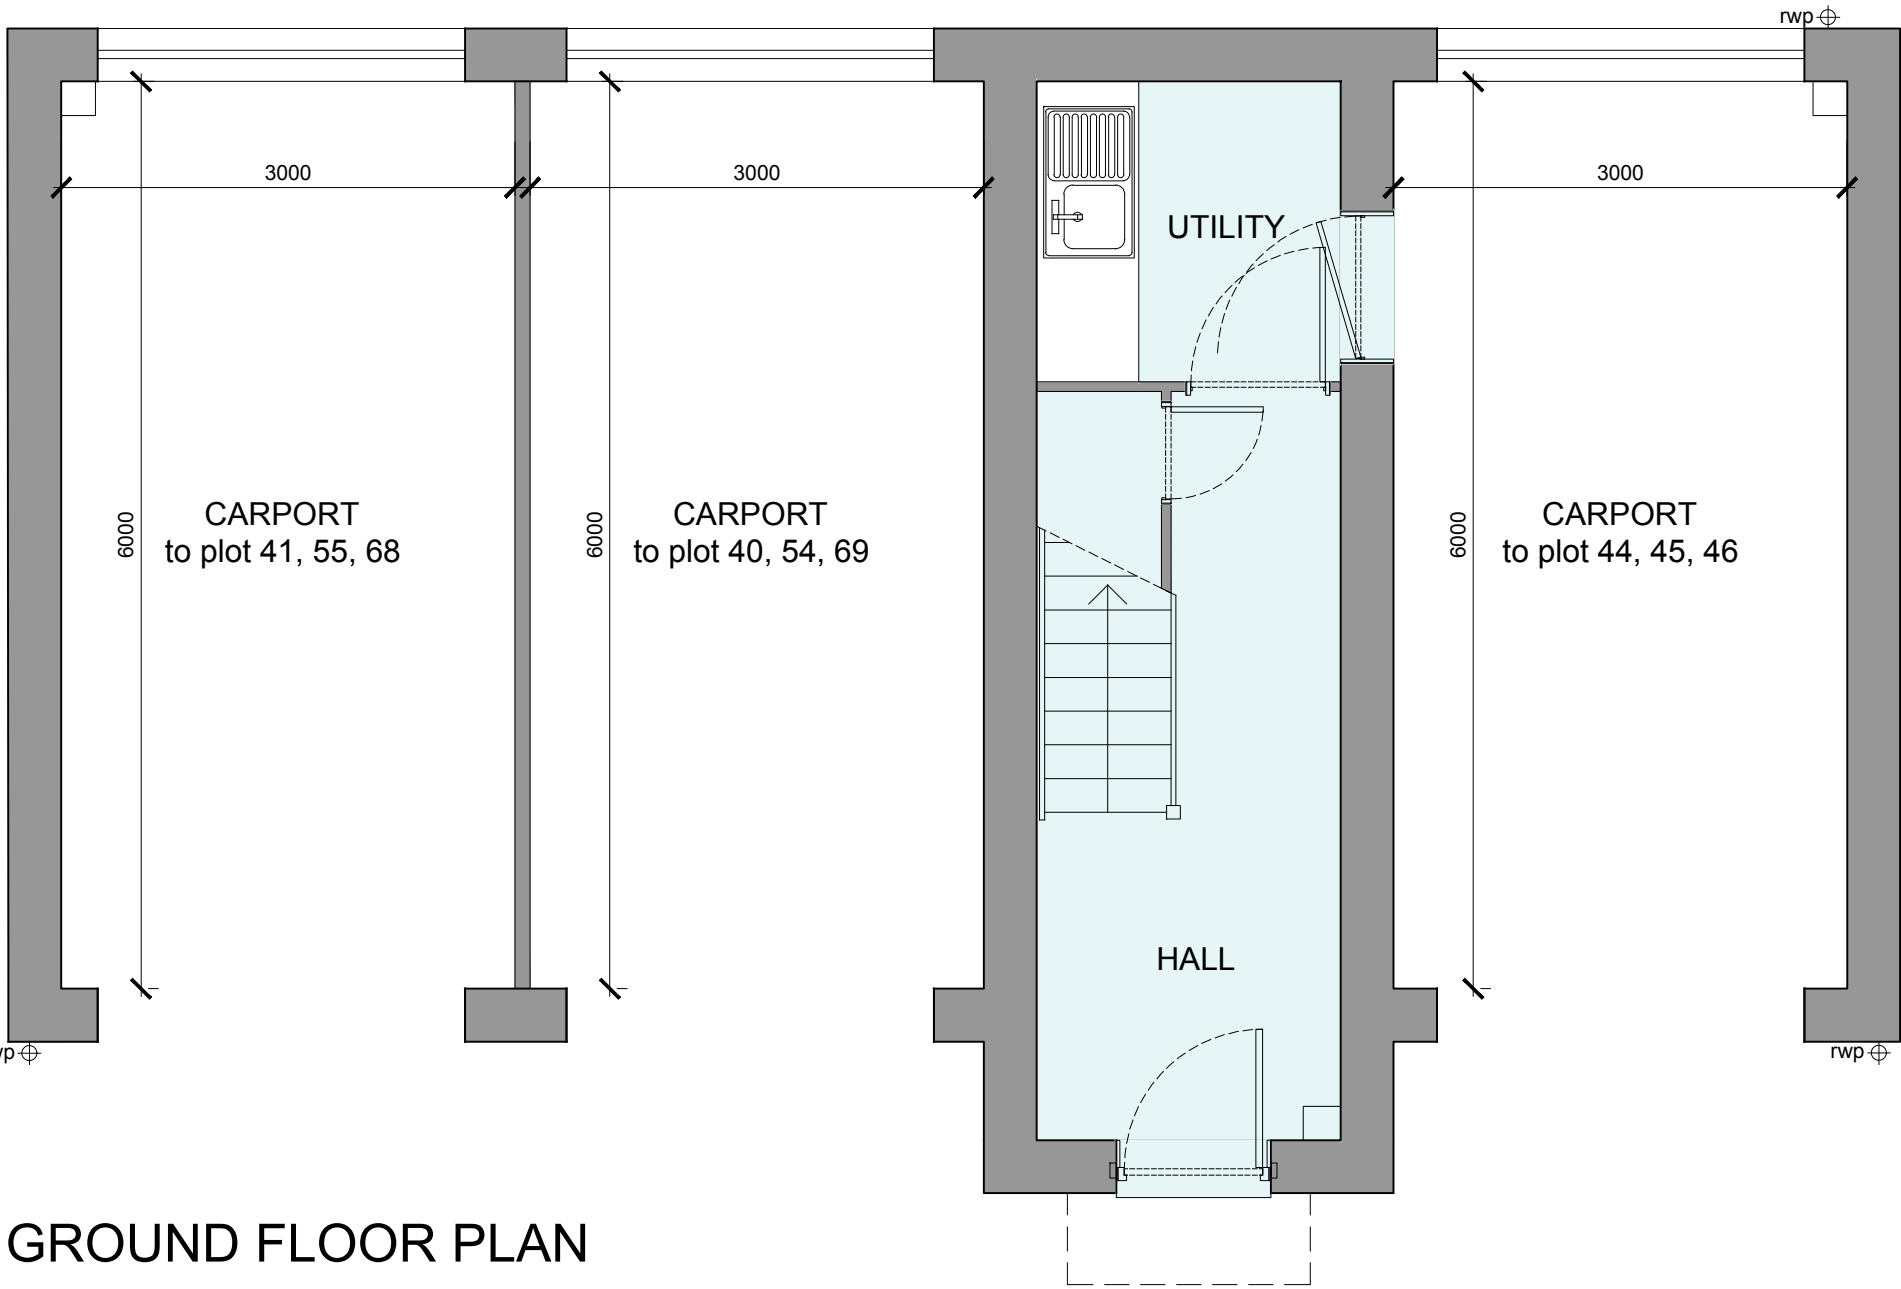 rwp
3000
3000
3000
UTILITY
6000
CARPORT
to plot 41, 55, 68
6000
CARPORT
to plot 40, 54, 69
6000
CARPORT
to plot 44, 45, 46
HALL
wp
rwp
GROUND FLOOR PLAN